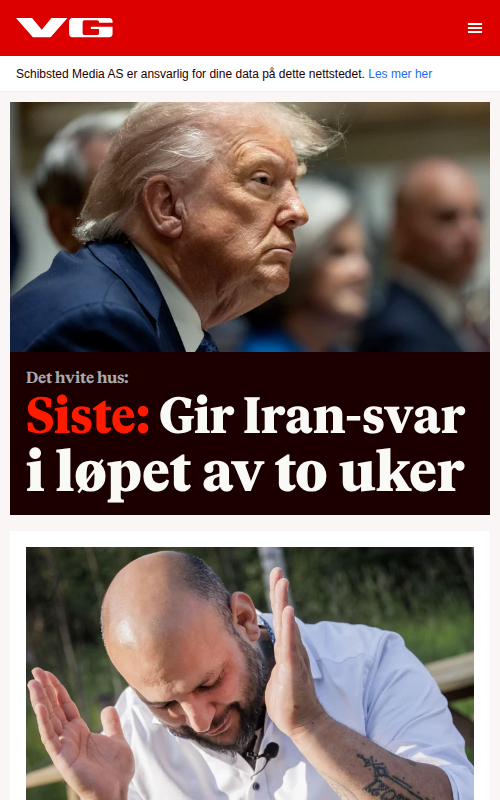 VG
Schibsted Media AS er ansvarlig for dine data på dette nettstedet. Les mer her
Det hvite hus:
Siste: Gir Iran-svar
i løpet av to uker